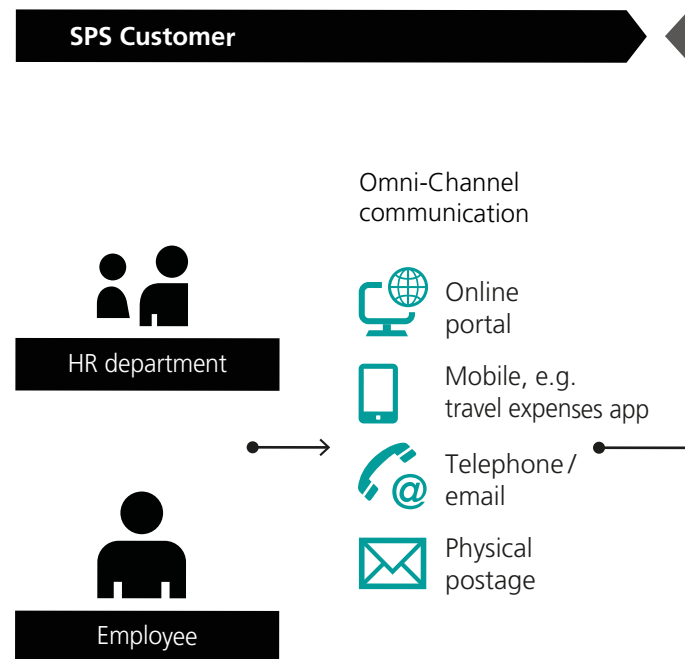 SPS Customer
Omni-Channel
communication
Online
portal
HR department
Mobile, e.g.
travel expenses app
Telephone/
email
Physical
postage
Employee